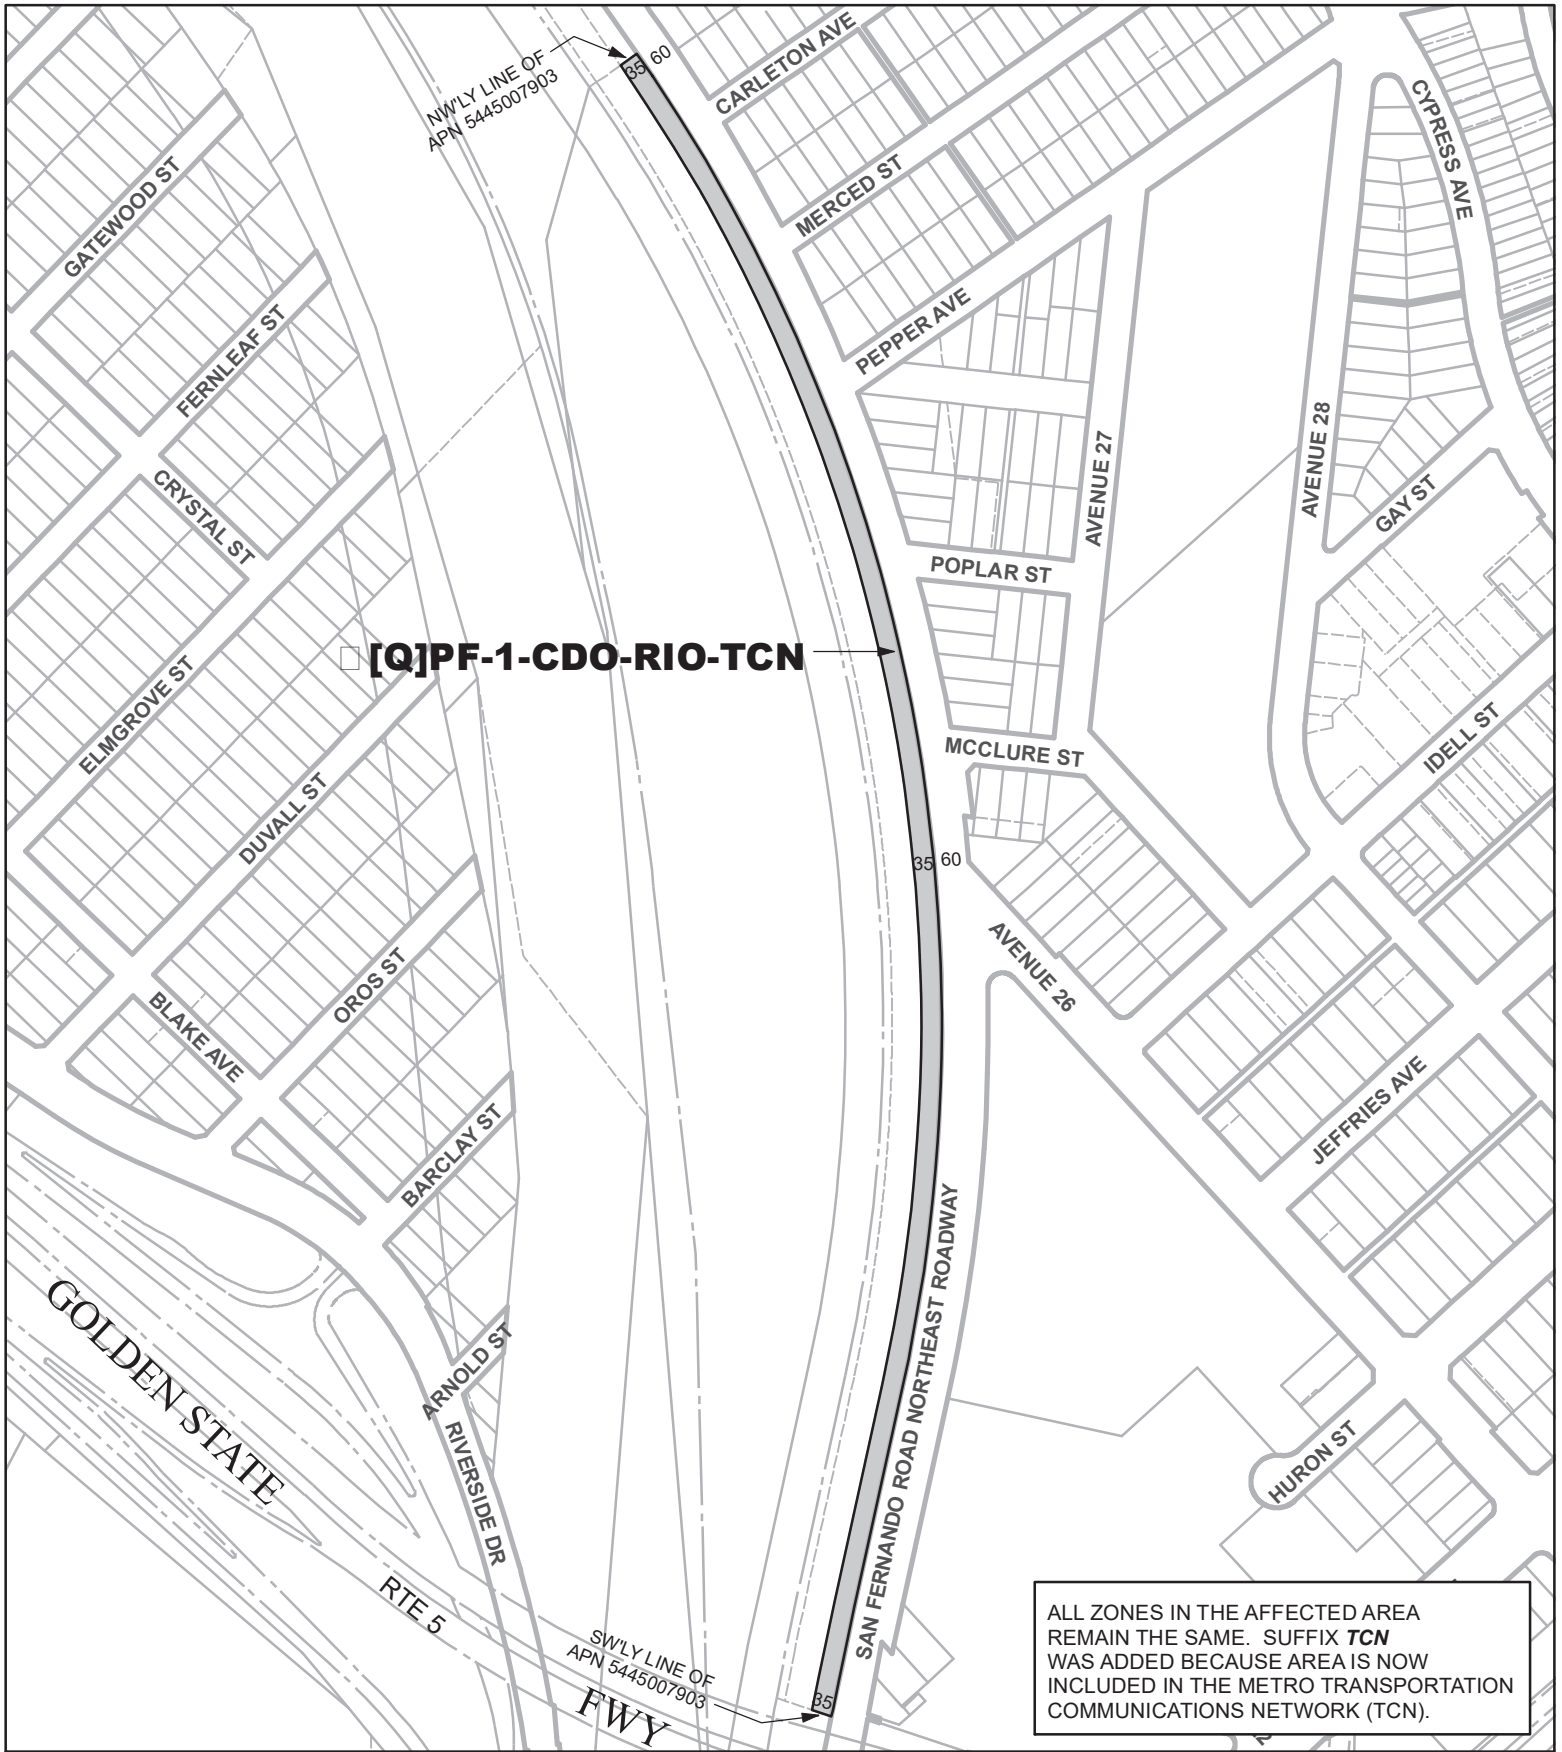 NW'LY LINE OF
APN 5445007903
35
60
CARLETON AVE
CYPRESS AVE
MERCED ST
GATEWOOD ST
PEPPER AVE
FERNLEAF ST
AVENUE 27
AVENUE 28
GAY ST
CRYSTAL ST
POPLAR ST
[Q]PF-1-CDO-RIO-TCN
ELMGROVE ST
MCCLURE ST
IDELL ST
DUVALL ST
35
60
AVENUE 26
OROS ST
BLAKE AVE
JEFFRIES AVE
BARCLAY ST
SAN FERNANDO ROAD NORTHEAST ROADWAY
GOLDEN STATE
ARNOLD ST
RIVERSIDE DR
HURON ST
RTE 5
SW'LY LINE OF
APN 5445007903
35
FWY
ALL ZONES IN THE AFFECTED AREA
REMAIN THE SAME. SUFFIX TCN
WAS ADDED BECAUSE AREA IS NOW
INCLUDED IN THE METRO TRANSPORTATION
COMMUNICATIONS NETWORK (TCN).